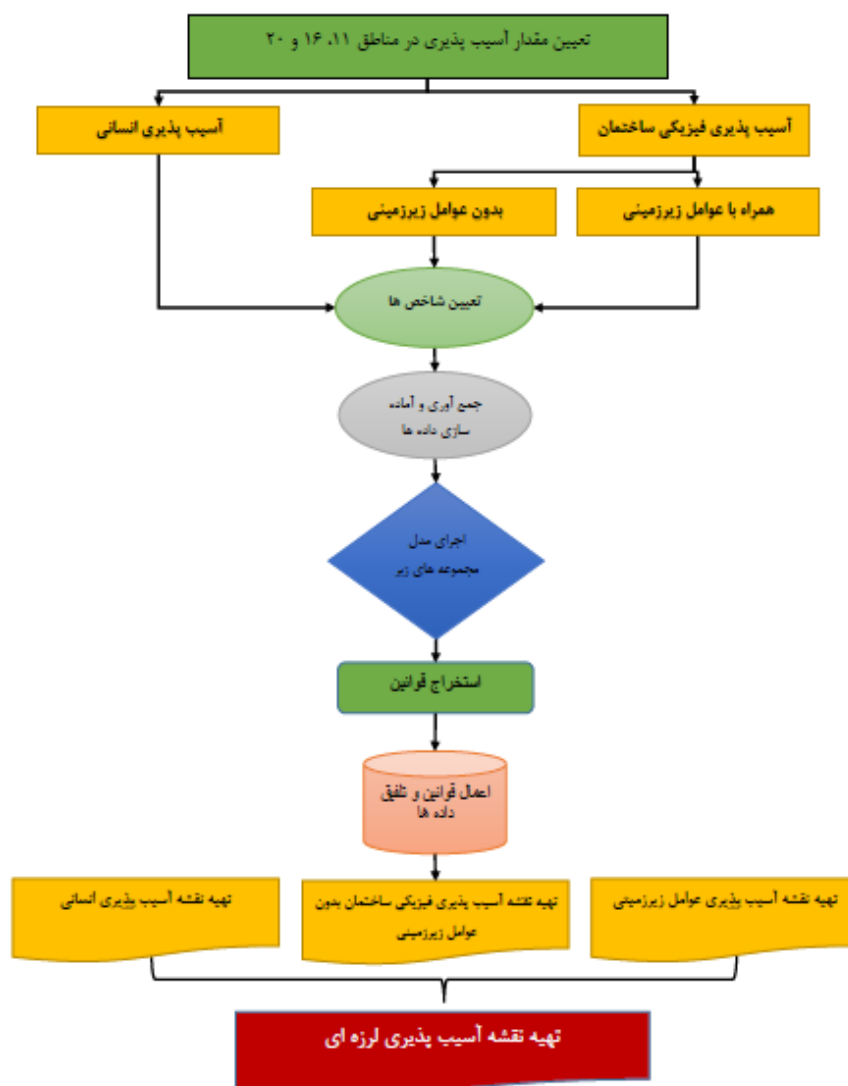 تعیین مقدار آسیب پذیری در مناطق ۱۱، ۱۶ و ۲۰
آسیب پذیری فیزیکی ساختمان
آسیب پذیری انسانی
همراه با عوامل زیرزمینی
بدون عوامل زیرزمینی
تعیین شاخص ها
جمع آوری و آماده
سازی داده ها
اجرای مدل
مجموعه های زیر
استخراج قوانین
اعمال قوانین و تلفیق
داده ها
تهیه نقشه آسیب پذیری عوامل زیرزمینی
تهیه نقشه آسیب پذیری فیزیکی ساختمان بدون
عوامل زیرزمینی
تهیه نقشه آسیب پذیری انسانی
تهیه نقشه آسیب پذیری لرزه ای